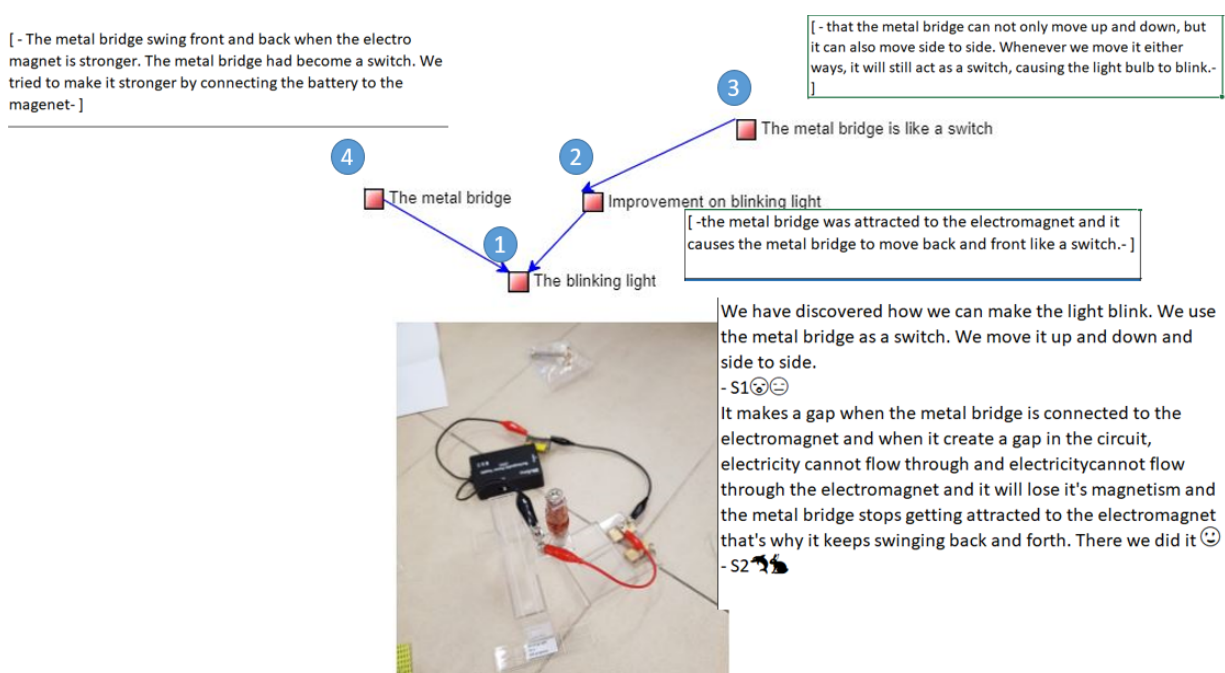 [ - The metal bridge swing front and back when the electro
magnet is stronger. The metal bridge had become a switch. We
tried to make it stronger by connecting the battery to the
magenet- ]
[ - that the metal bridge can not only move up and down, but
it can also move side to side. Whenever we move it either
ways, it will still act as a switch, causing the light bulb to blink.-
]
3
The metal bridge is like a switch
4
2
The metal bridge
Improvement on blinking light
[ -the metal bridge was attracted to the electromagnet and it
causes the metal bridge to move back and front like a switch.- ]
1
The blinking light
We have discovered how we can make the light blink. We use
the metal bridge as a switch. We move it up and down and
side to side.
- S1😮😑
It makes a gap when the metal bridge is connected to the
electromagnet and when it create a gap in the circuit,
electricity cannot flow through and electricitycannot flow
through the electromagnet and it will lose it's magnetism and
the metal bridge stops getting attracted to the electromagnet
that's why it keeps swinging back and forth. There we did it 🙂
- S2🐬🐇